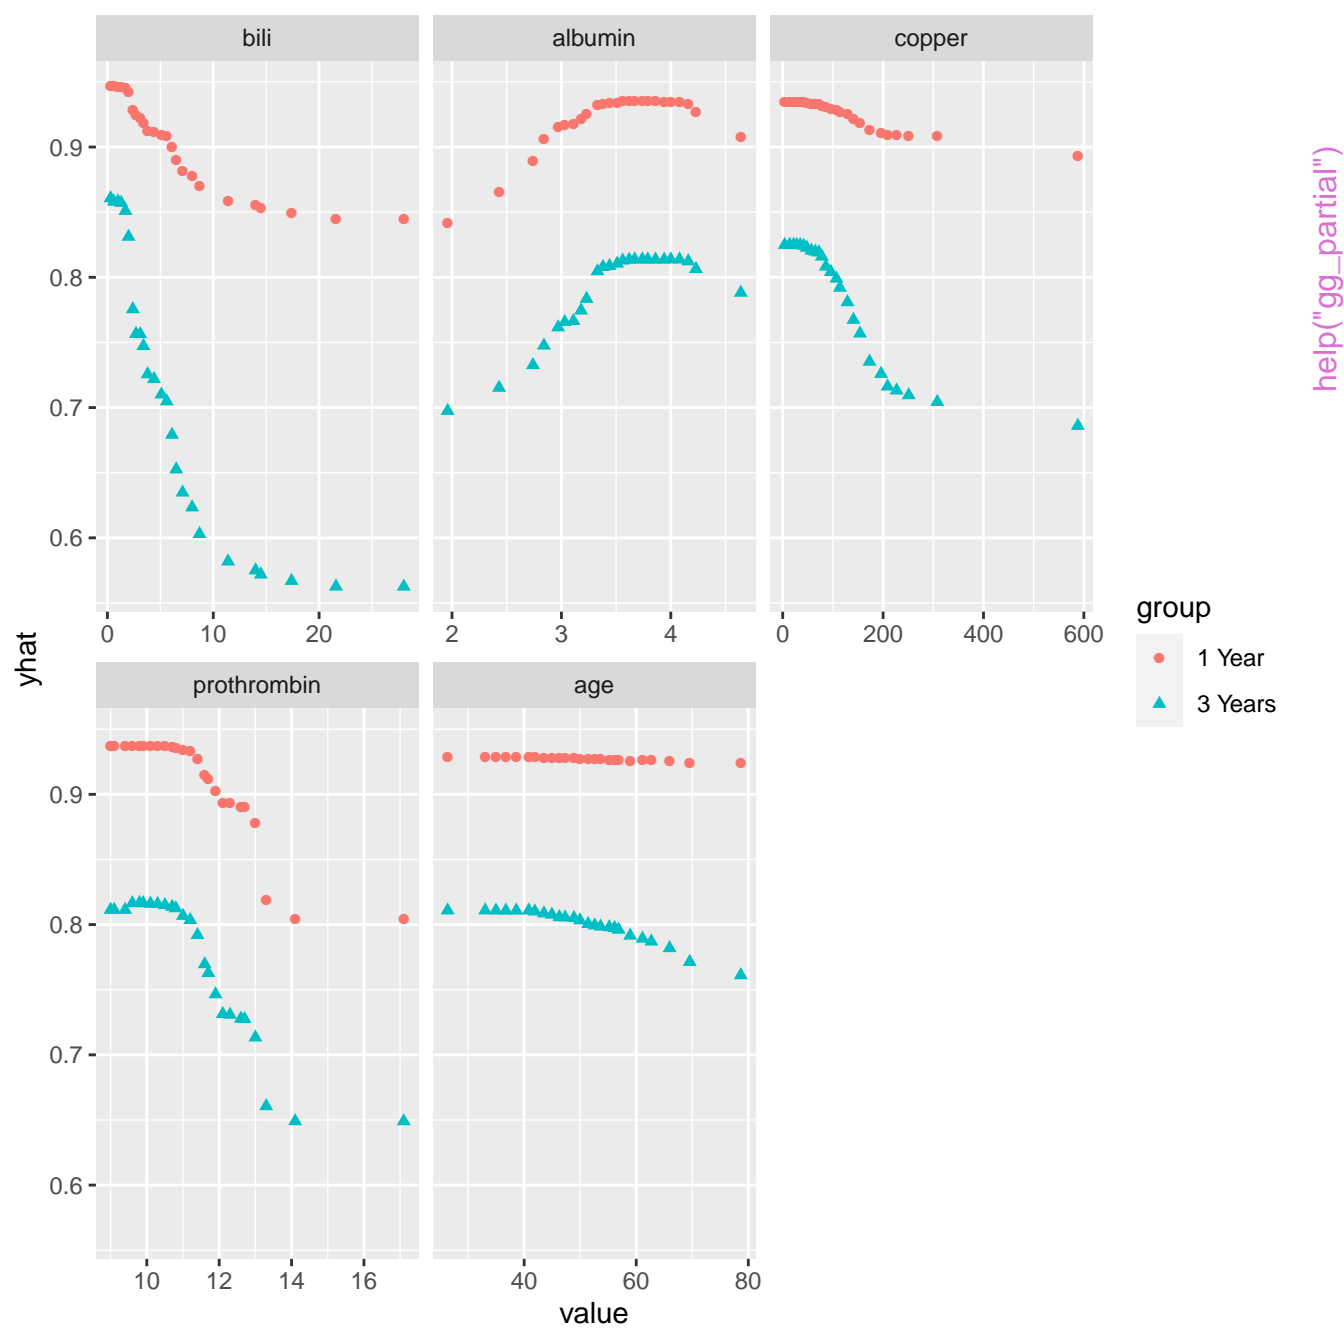 bili
albumin
copper
0.9
0.8
0.7
0.6
0 10 20
2 3 4
0 200 400 600
yhat
prothrombin
age
0.9
0.8
0.7
0.6
10 12 14 16
40 60 80
value
group
1 Year
3 Years
help("gg_partial")